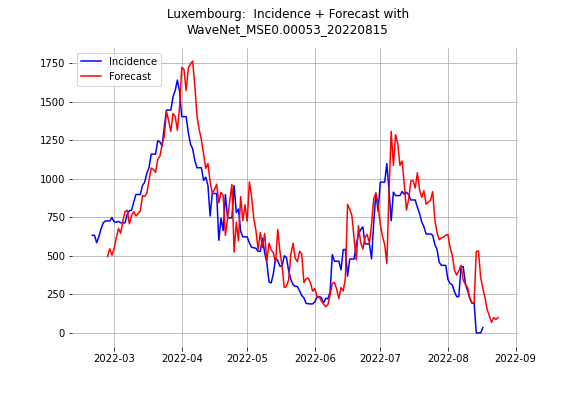 Luxembourg:  Incidence + Forecast with
WaveNet_MSE0.00053_20220815
Incidence
Forecast
1750
1500
1250
1000
750
500
250
0
2022-03 2022-04 2022-05 2022-06 2022-07 2022-08 2022-09